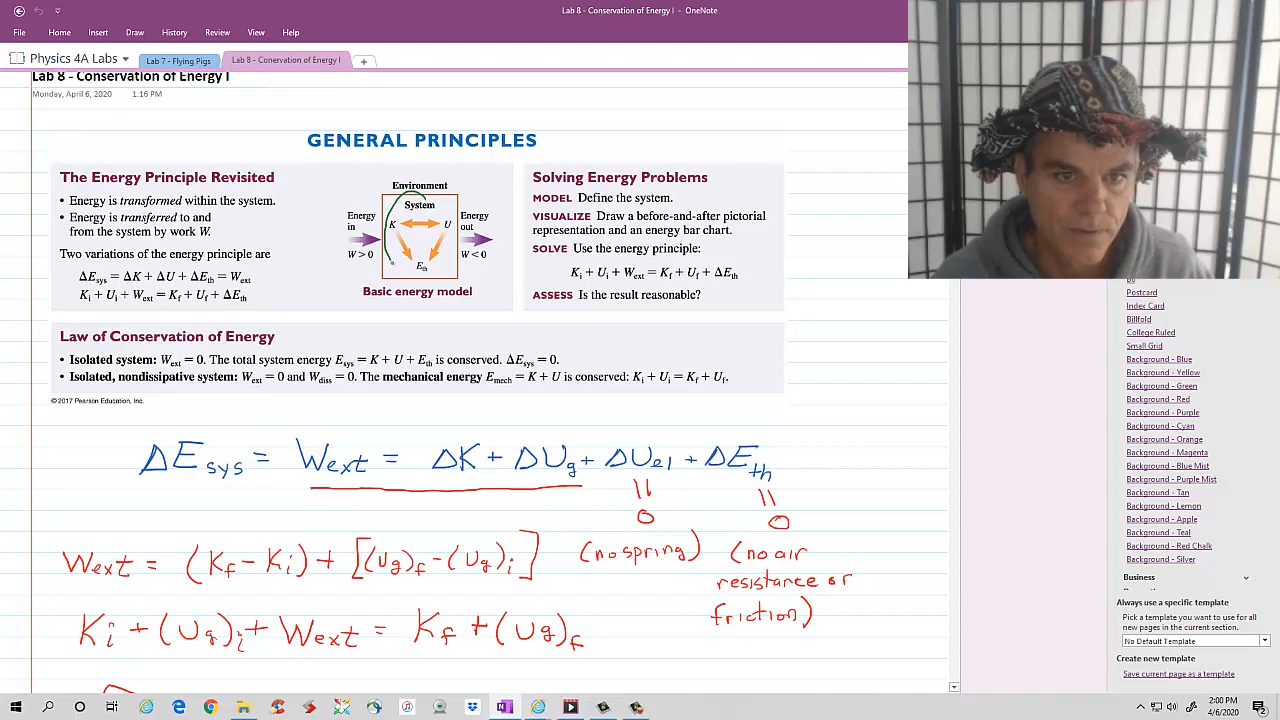 Lab 8 - Conservation of Energy I - OneNote
File Home Insert Draw History Review View Help
Physics 4A Labs
Lab 7 - Flying Pigs
Lab 8 - Conervation of Energy I
Lab 8 - Conservation of Energy I
Monday, April 6, 2020 1:16 PM
GENERAL PRINCIPLES
The Energy Principle Revisited
• Energy is transformed within the system.
• Energy is transferred to and
from the system by work W.
Two variations of the energy principle are
ΔEsys = ΔK + ΔU + ΔEth = Wext
Ki + Ui + Wext = Kf + Uf + ΔEth
Environment
System
Energy
in
W > 0
K
U
Eth
Energy
out
W < 0
Basic energy model
Solving Energy Problems
MODEL Define the system.
VISUALIZE Draw a before-and-after pictorial
representation and an energy bar chart.
SOLVE Use the energy principle:
Ki + Ui + Wext = Kf + Uf + ΔEth
ASSESS Is the result reasonable?
Law of Conservation of Energy
• Isolated system: Wext = 0. The total system energy Esys = K + U + Eth is conserved. ΔEsys = 0.
• Isolated, nondissipative system: Wext = 0 and Wdiss = 0. The mechanical energy Emech = K + U is conserved: Ki + Ui = Kf + Uf.
© 2017 Pearson Education, Inc.
ΔEsys = Wext = ΔK + ΔUg + ΔUel + ΔEth
0
0
(no spring)
(no air
resistance or
friction)
Wext = (Kf - Ki) + [(Ug)f - (Ug)i]
Ki + (Ug)i + Wext = Kf + (Ug)f
Postcard
Index Card
Billfold
College Ruled
Small Grid
Background - Blue
Background - Yellow
Background - Green
Background - Red
Background - Purple
Background - Cyan
Background - Orange
Background - Magenta
Background - Blue Mist
Background - Purple Mist
Background - Tan
Background - Lemon
Background - Apple
Background - Teal
Background - Red Chalk
Background - Silver
Business
Always use a specific template
Pick a template you want to use for all
new pages in the current section.
No Default Template
Create new template
Save current page as a template
2:00 PM
4/6/2020